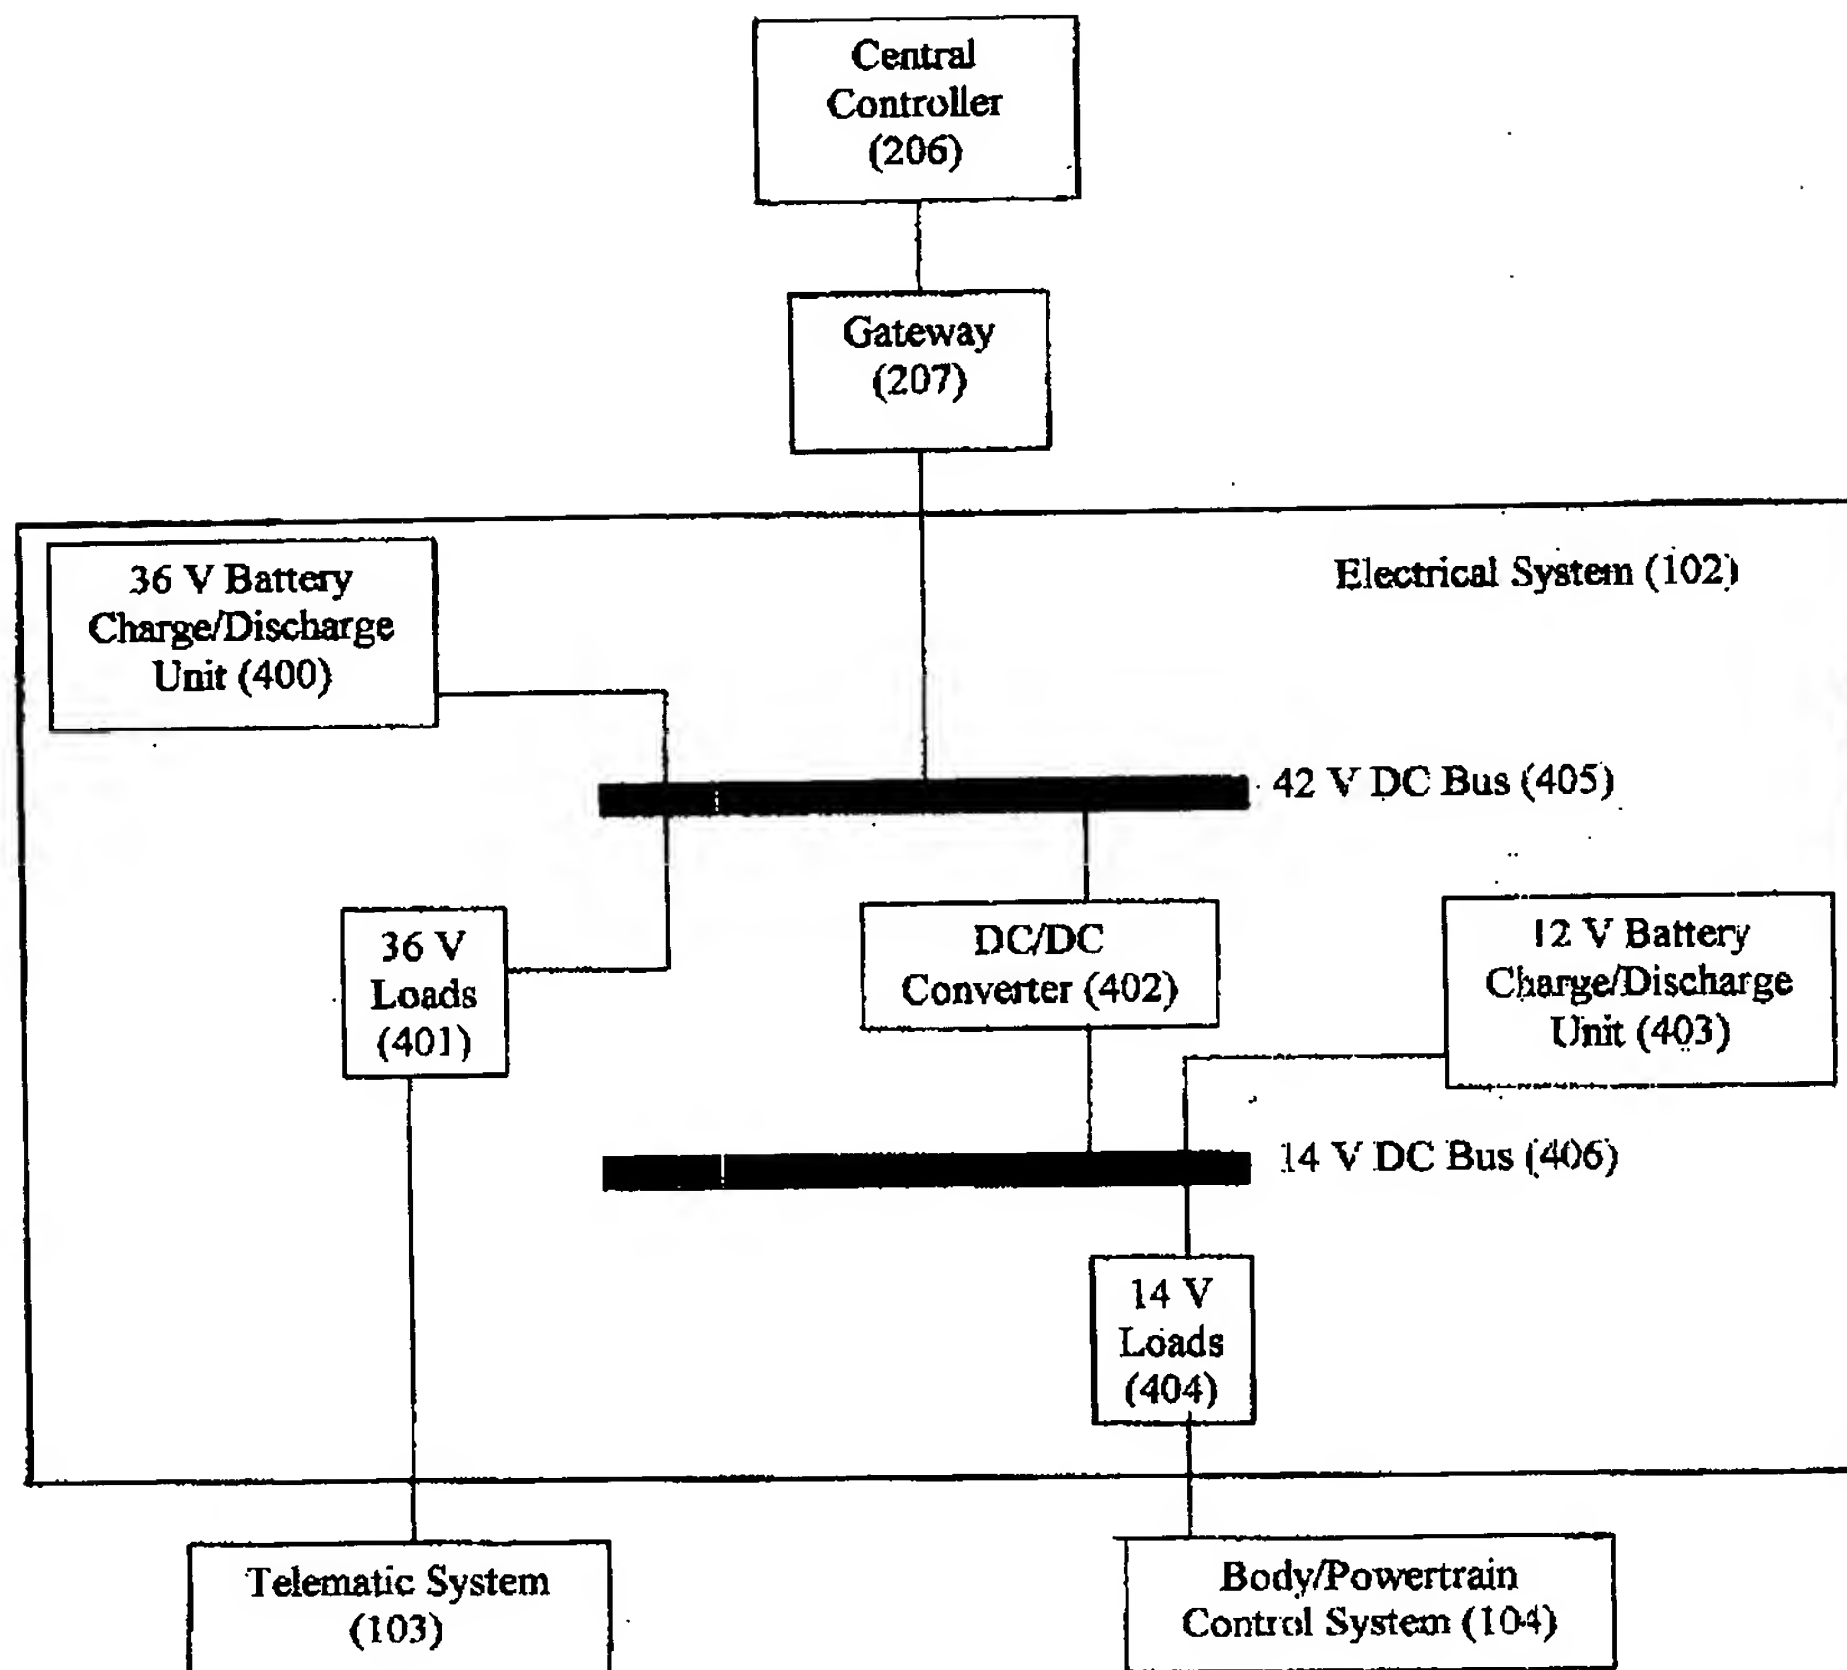 Central
Controller
(206)
Gateway
(207)
Electrical System (102)
36 V Battery
Charge/Discharge
Unit (400)
42 V DC Bus (405)
36 V
Loads
(401)
DC/DC
Converter (402)
12 V Battery
Charge/Discharge
Unit (403)
14 V DC Bus (406)
14 V
Loads
(404)
Telematic System
(103)
Body/Powertrain
Control System (104)